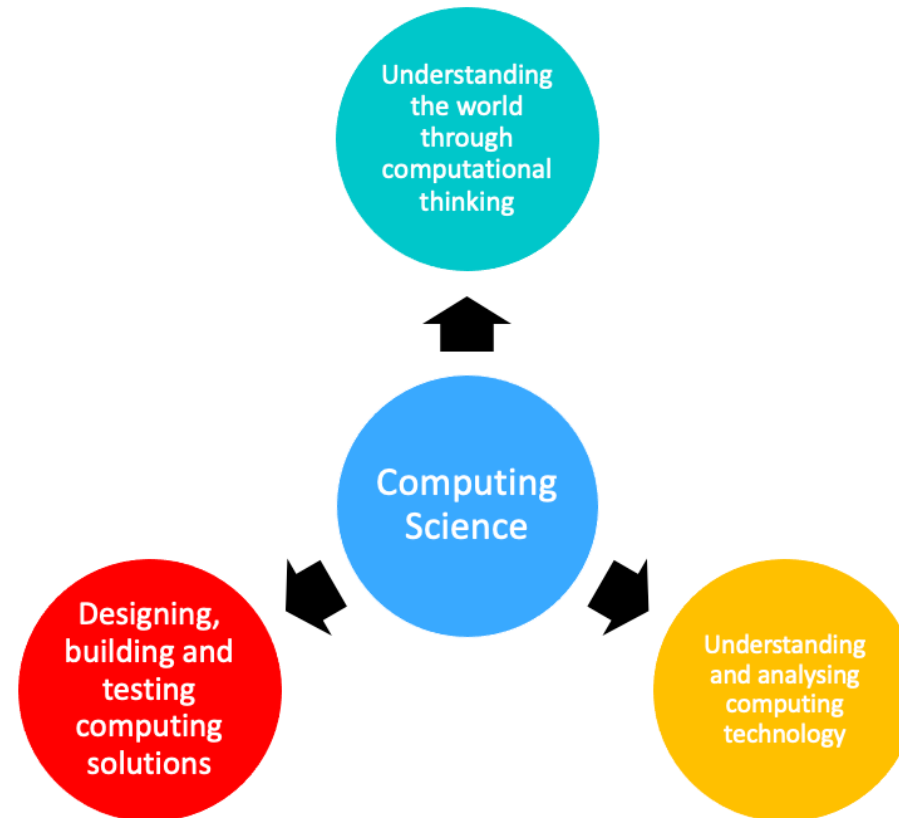 Understanding
the world
through
computational
thinking
Computing
Science
Designing,
building and
testing
computing
solutions
Understanding
and analysing
computing
technology